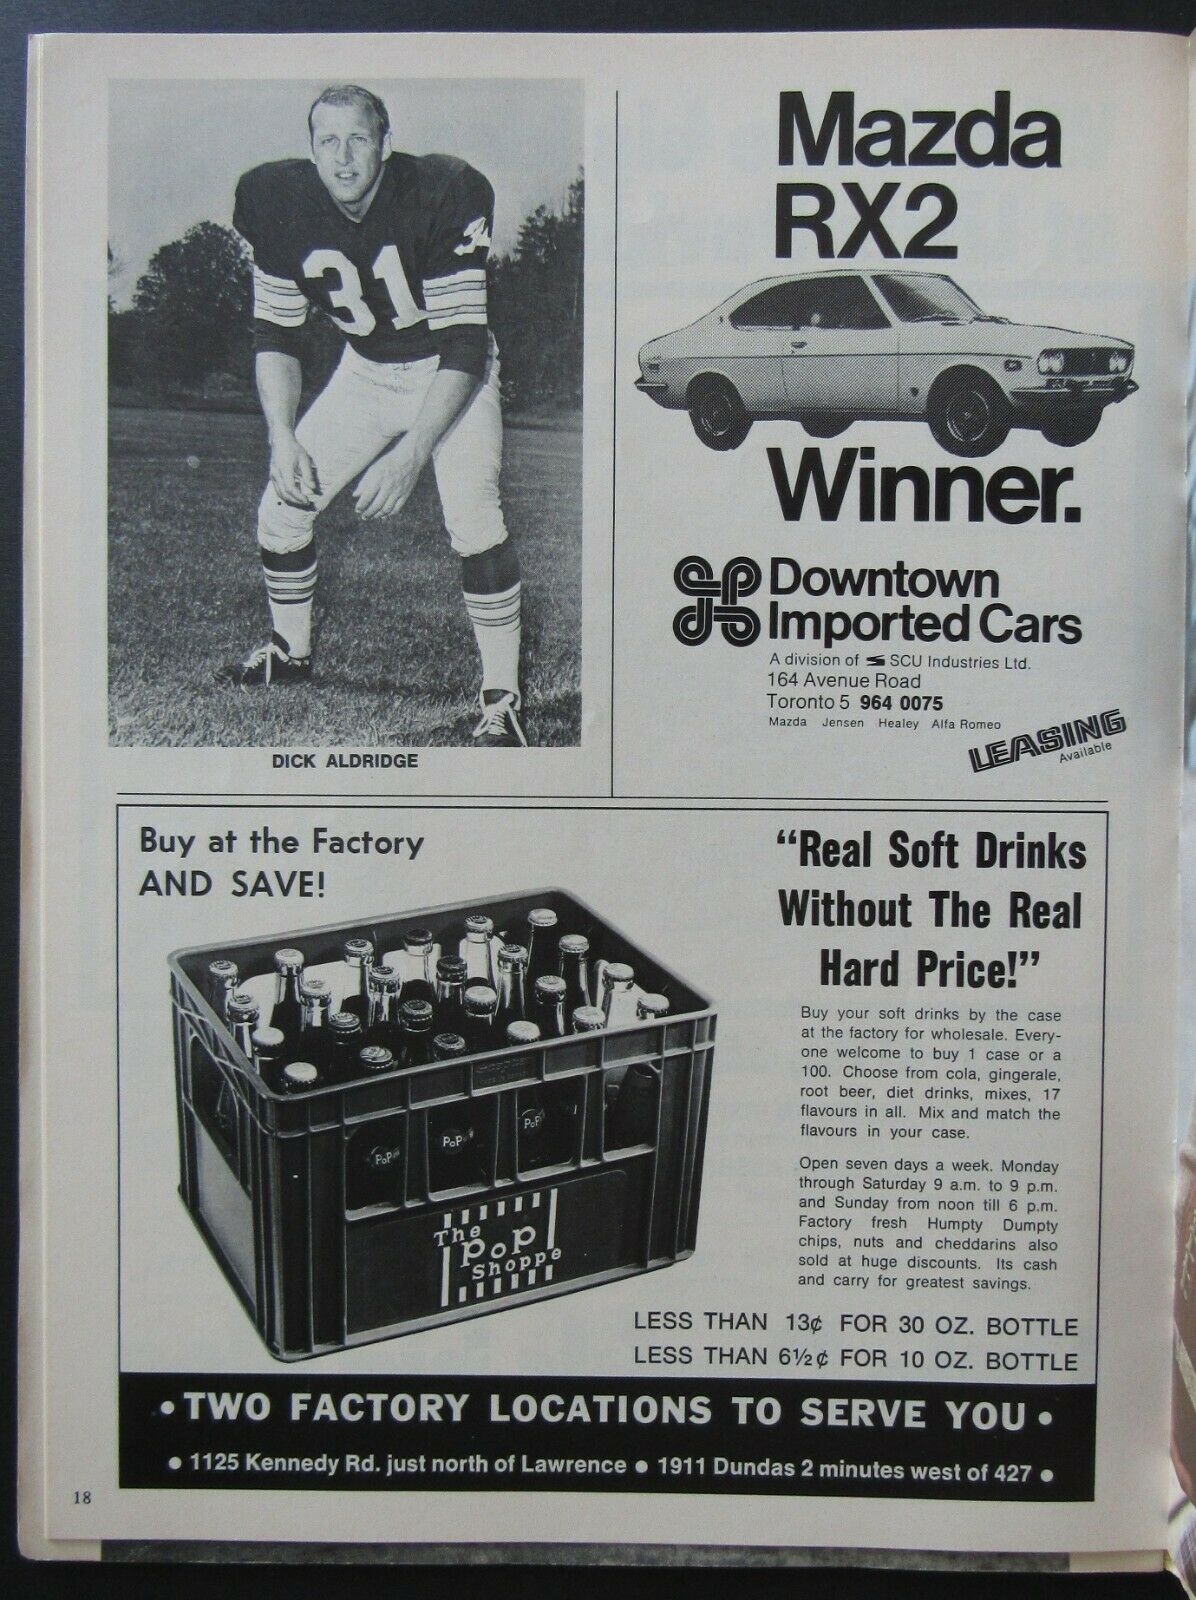 31
DICK ALDRIDGE
Mazda
RX2
Winner.
Downtown
Imported Cars
A division of SCU Industries Ltd.
164 Avenue Road
Toronto 5 964 0075
Mazda Jensen Healey Alfa Romeo
LEASING
Available
Buy at the Factory
AND SAVE!
PoP
PoP
PoP
The
PoP
Shoppe
“Real Soft Drinks
Without The Real
Hard Price!”
Buy your soft drinks by the case
at the factory for wholesale. Every-
one welcome to buy 1 case or a
100. Choose from cola, gingerale,
root beer, diet drinks, mixes, 17
flavours in all. Mix and match the
flavours in your case.
Open seven days a week. Monday
through Saturday 9 a.m. to 9 p.m.
and Sunday from noon till 6 p.m.
Factory fresh Humpty Dumpty
chips, nuts and cheddarins also
sold at huge discounts. Its cash
and carry for greatest savings.
LESS THAN 13¢ FOR 30 OZ. BOTTLE
LESS THAN 6½¢ FOR 10 OZ. BOTTLE
• TWO FACTORY LOCATIONS TO SERVE YOU •
• 1125 Kennedy Rd. just north of Lawrence • 1911 Dundas 2 minutes west of 427 •
18